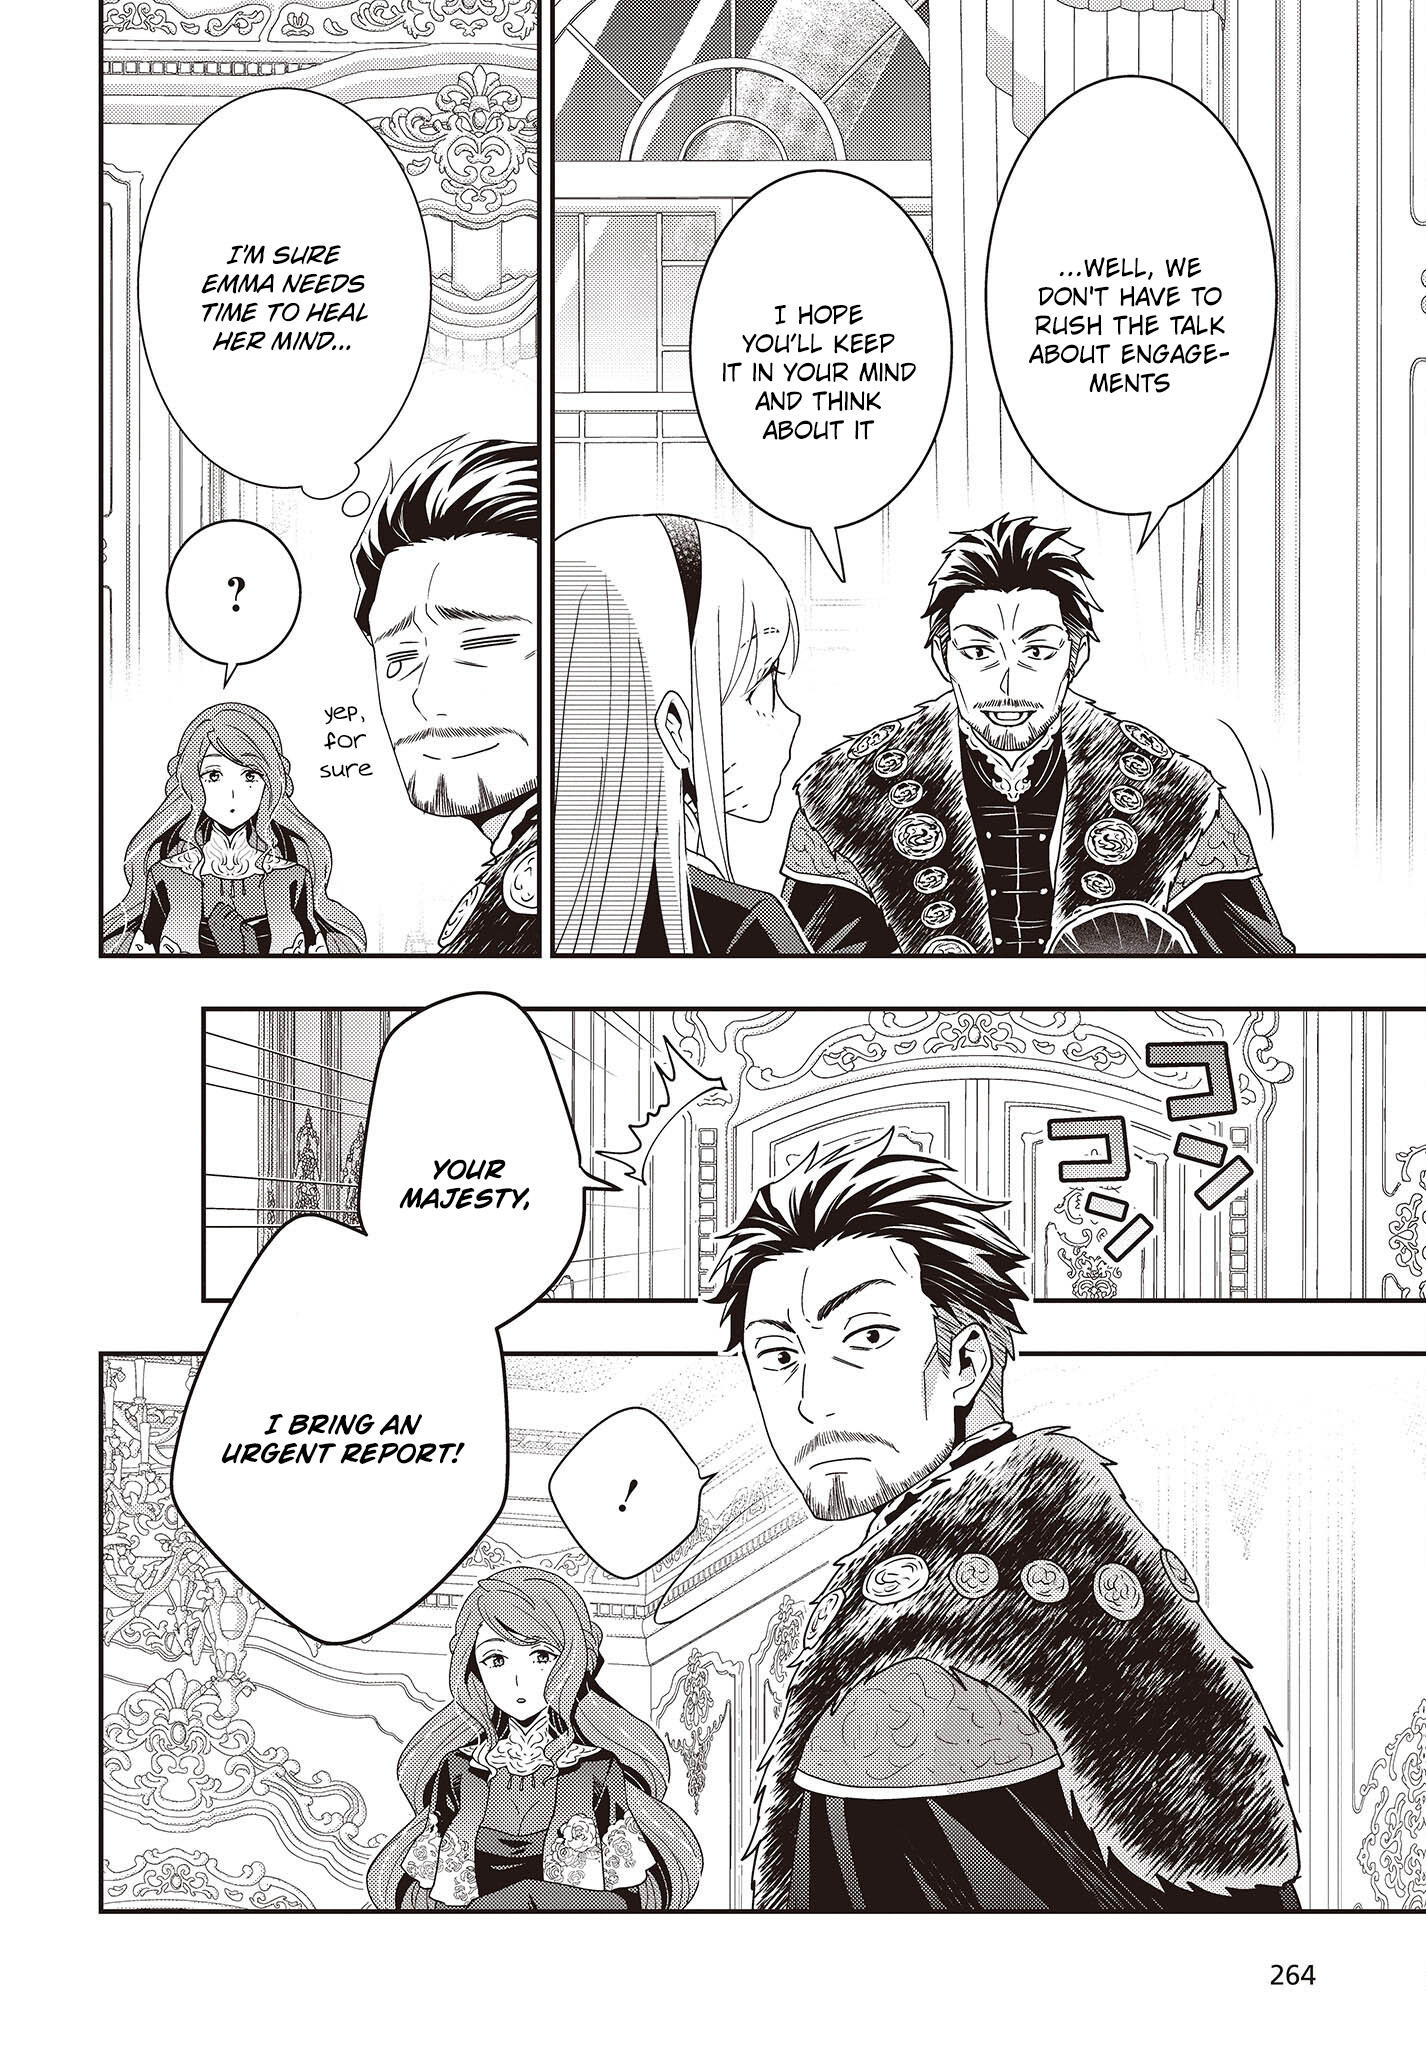 ...WELL, WE
DON'T HAVE TO
RUSH THE TALK
ABOUT ENGAGE-
MENTS
I HOPE
YOU'LL KEEP
IT IN YOUR MIND
AND THINK
ABOUT IT
I'M SURE
EMMA NEEDS
TIME TO HEAL
HER MIND...
?
yep,
for
sure
コンコン
YOUR
MAJESTY,
I BRING AN
URGENT REPORT!
!
264